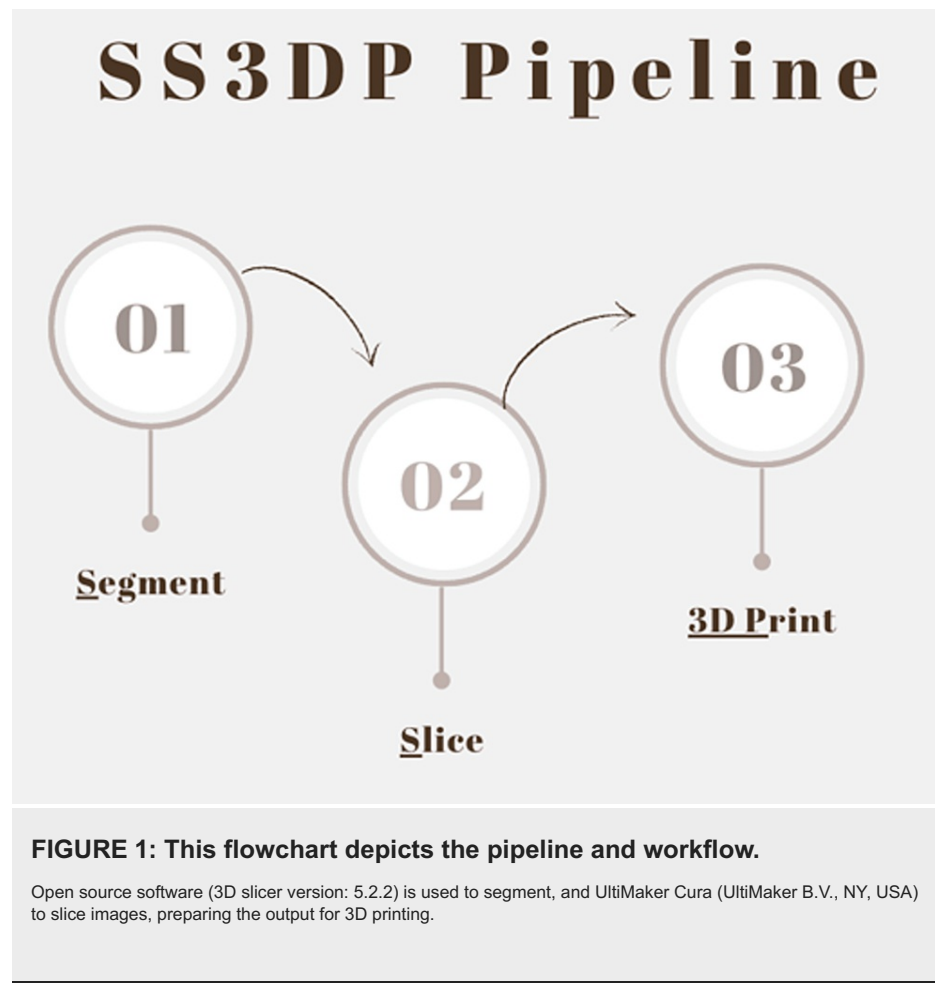 SS3DP Pipeline
01
02
03
Segment
Slice
3D Print
FIGURE 1: This flowchart depicts the pipeline and workflow.
Open source software (3D slicer version: 5.2.2) is used to segment, and UltiMaker Cura (UltiMaker B.V., NY, USA)
to slice images, preparing the output for 3D printing.